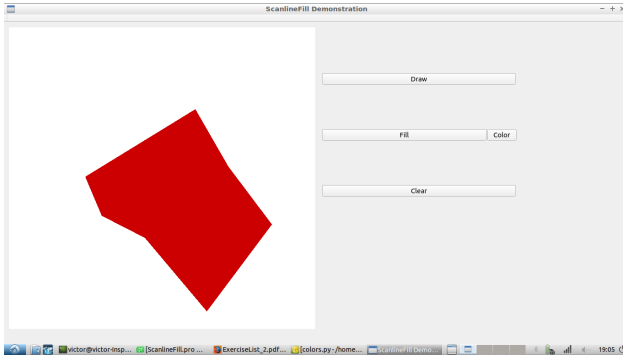 ScanlineFill Demonstration
Draw
Fill
Color
Clear
victor@victor-Insp...
[ScanlineFill.pro ...
ExerciseList_2.pdf...
[colors.py - /home...
ScanlineFill Demo...
19:05